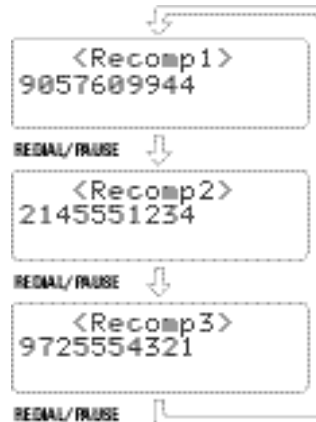 <Recomp1>
9057609944
REDIAL/PAUSE
<Recomp2>
2145551234
REDIAL/PAUSE
<Recomp3>
9725554321
REDIAL/PAUSE